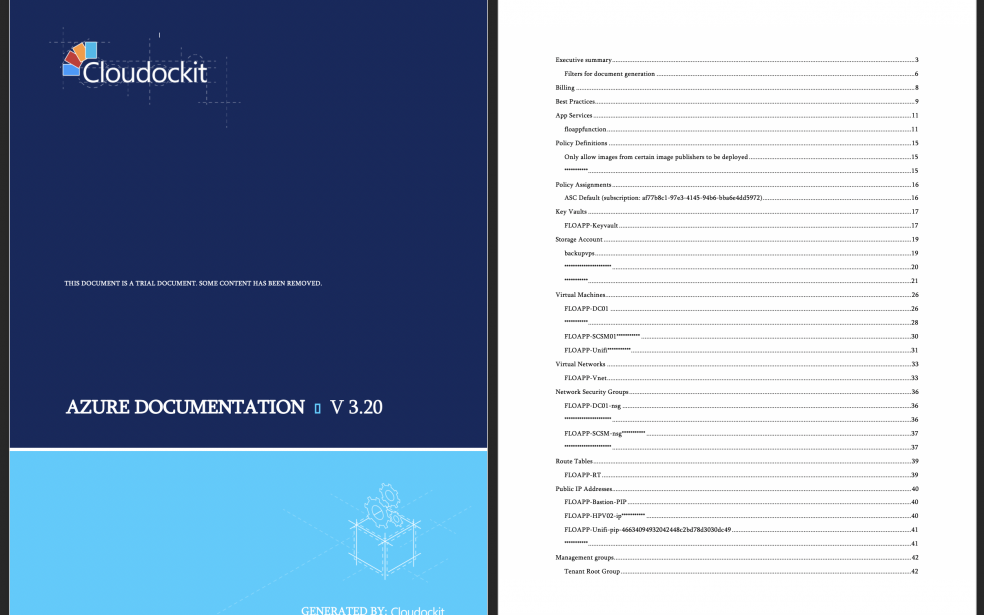 Cloudockit
THIS DOCUMENT IS A TRIAL DOCUMENT. SOME CONTENT HAS BEEN REMOVED.
AZURE DOCUMENTATION ▯ V 3.20
GENERATED BY: Cloudockit
Executive summary 3
Filters for document generation 6
Billing 8
Best Practices 9
App Services 11
floappfunction 11
Policy Definitions 15
Only allow images from certain image publishers to be deployed 15
*********** 15
Policy Assignments 16
ASC Default (subscription: af77b8c1-97e3-4145-94b6-bba6e4dd5972) 16
Key Vaults 17
FLOAPP-Keyvault 17
Storage Account 19
backupvps 19
********************** 20
*********** 21
Virtual Machines 26
FLOAPP-DC01 26
*********** 28
FLOAPP-SCSM01*********** 30
FLOAPP-Unifi*********** 31
Virtual Networks 33
FLOAPP-Vnet 33
Network Security Groups 36
FLOAPP-DC01-nsg 36
********************** 36
FLOAPP-SCSM-nsg*********** 37
********************** 37
Route Tables 39
FLOAPP-RT 39
Public IP Addresses 40
FLOAPP-Bastion-PIP 40
FLOAPP-HPV02-ip*********** 40
FLOAPP-Unifi-pip-46634094932042448c2bd78d3030dc49 41
*********** 41
Management groups 42
Tenant Root Group 42